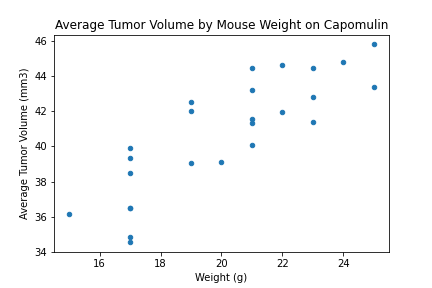 Average Tumor Volume by Mouse Weight on Capomulin
46
44
42
40
38
36
34
Average Tumor Volume (mm3)
16 18 20 22 24
Weight (g)